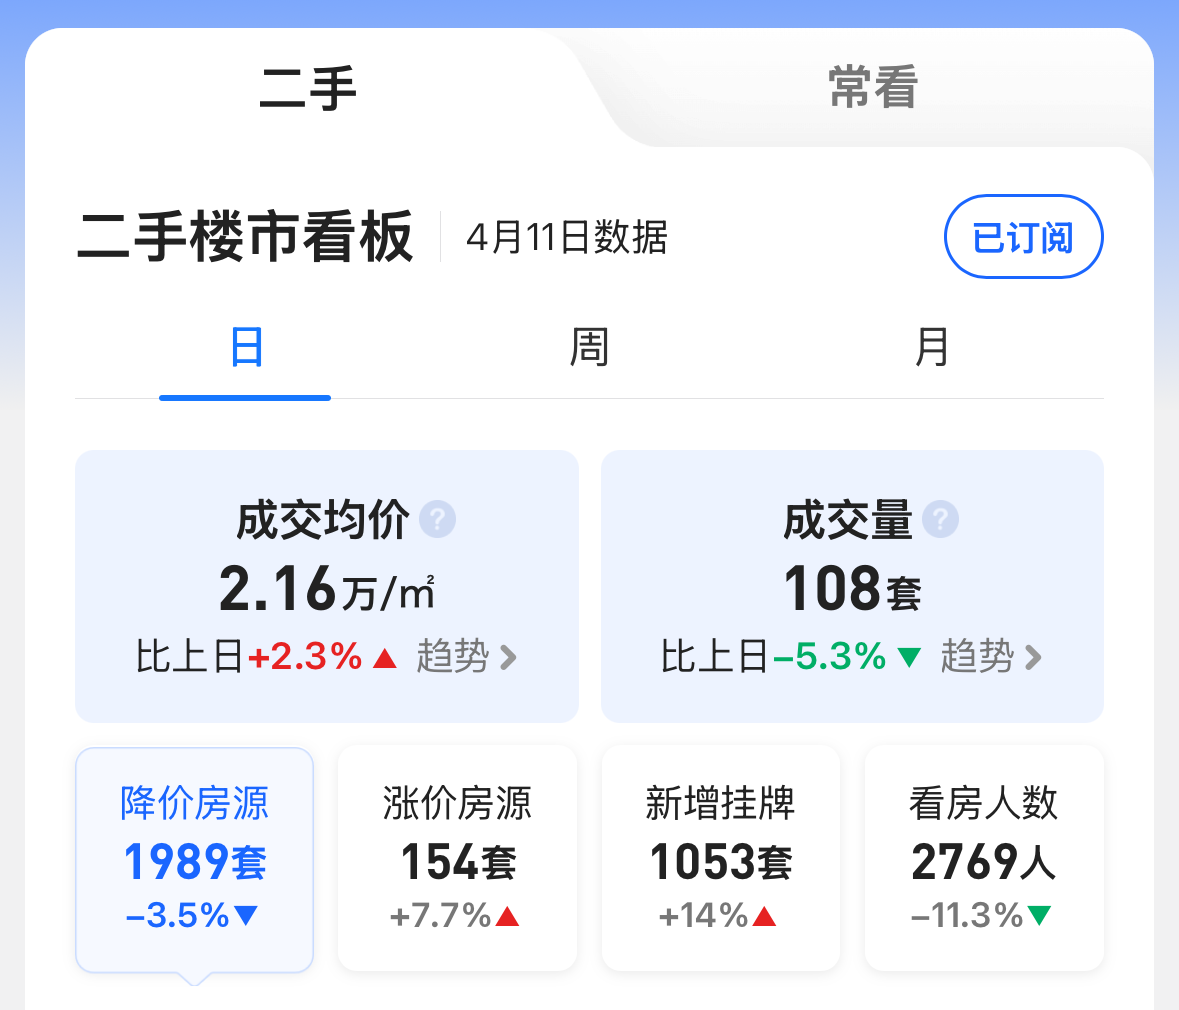 二手 常看
二手楼市看板 4月11日数据 已订阅
日 周 月
成交均价 ?
2.16万/㎡
比上日+2.3%▲ 趋势 >
成交量 ?
108套
比上日-5.3%▼ 趋势 >
降价房源
1989套
-3.5%▼
涨价房源
154套
+7.7%▲
新增挂牌
1053套
+14%▲
看房人数
2769人
-11.3%▼